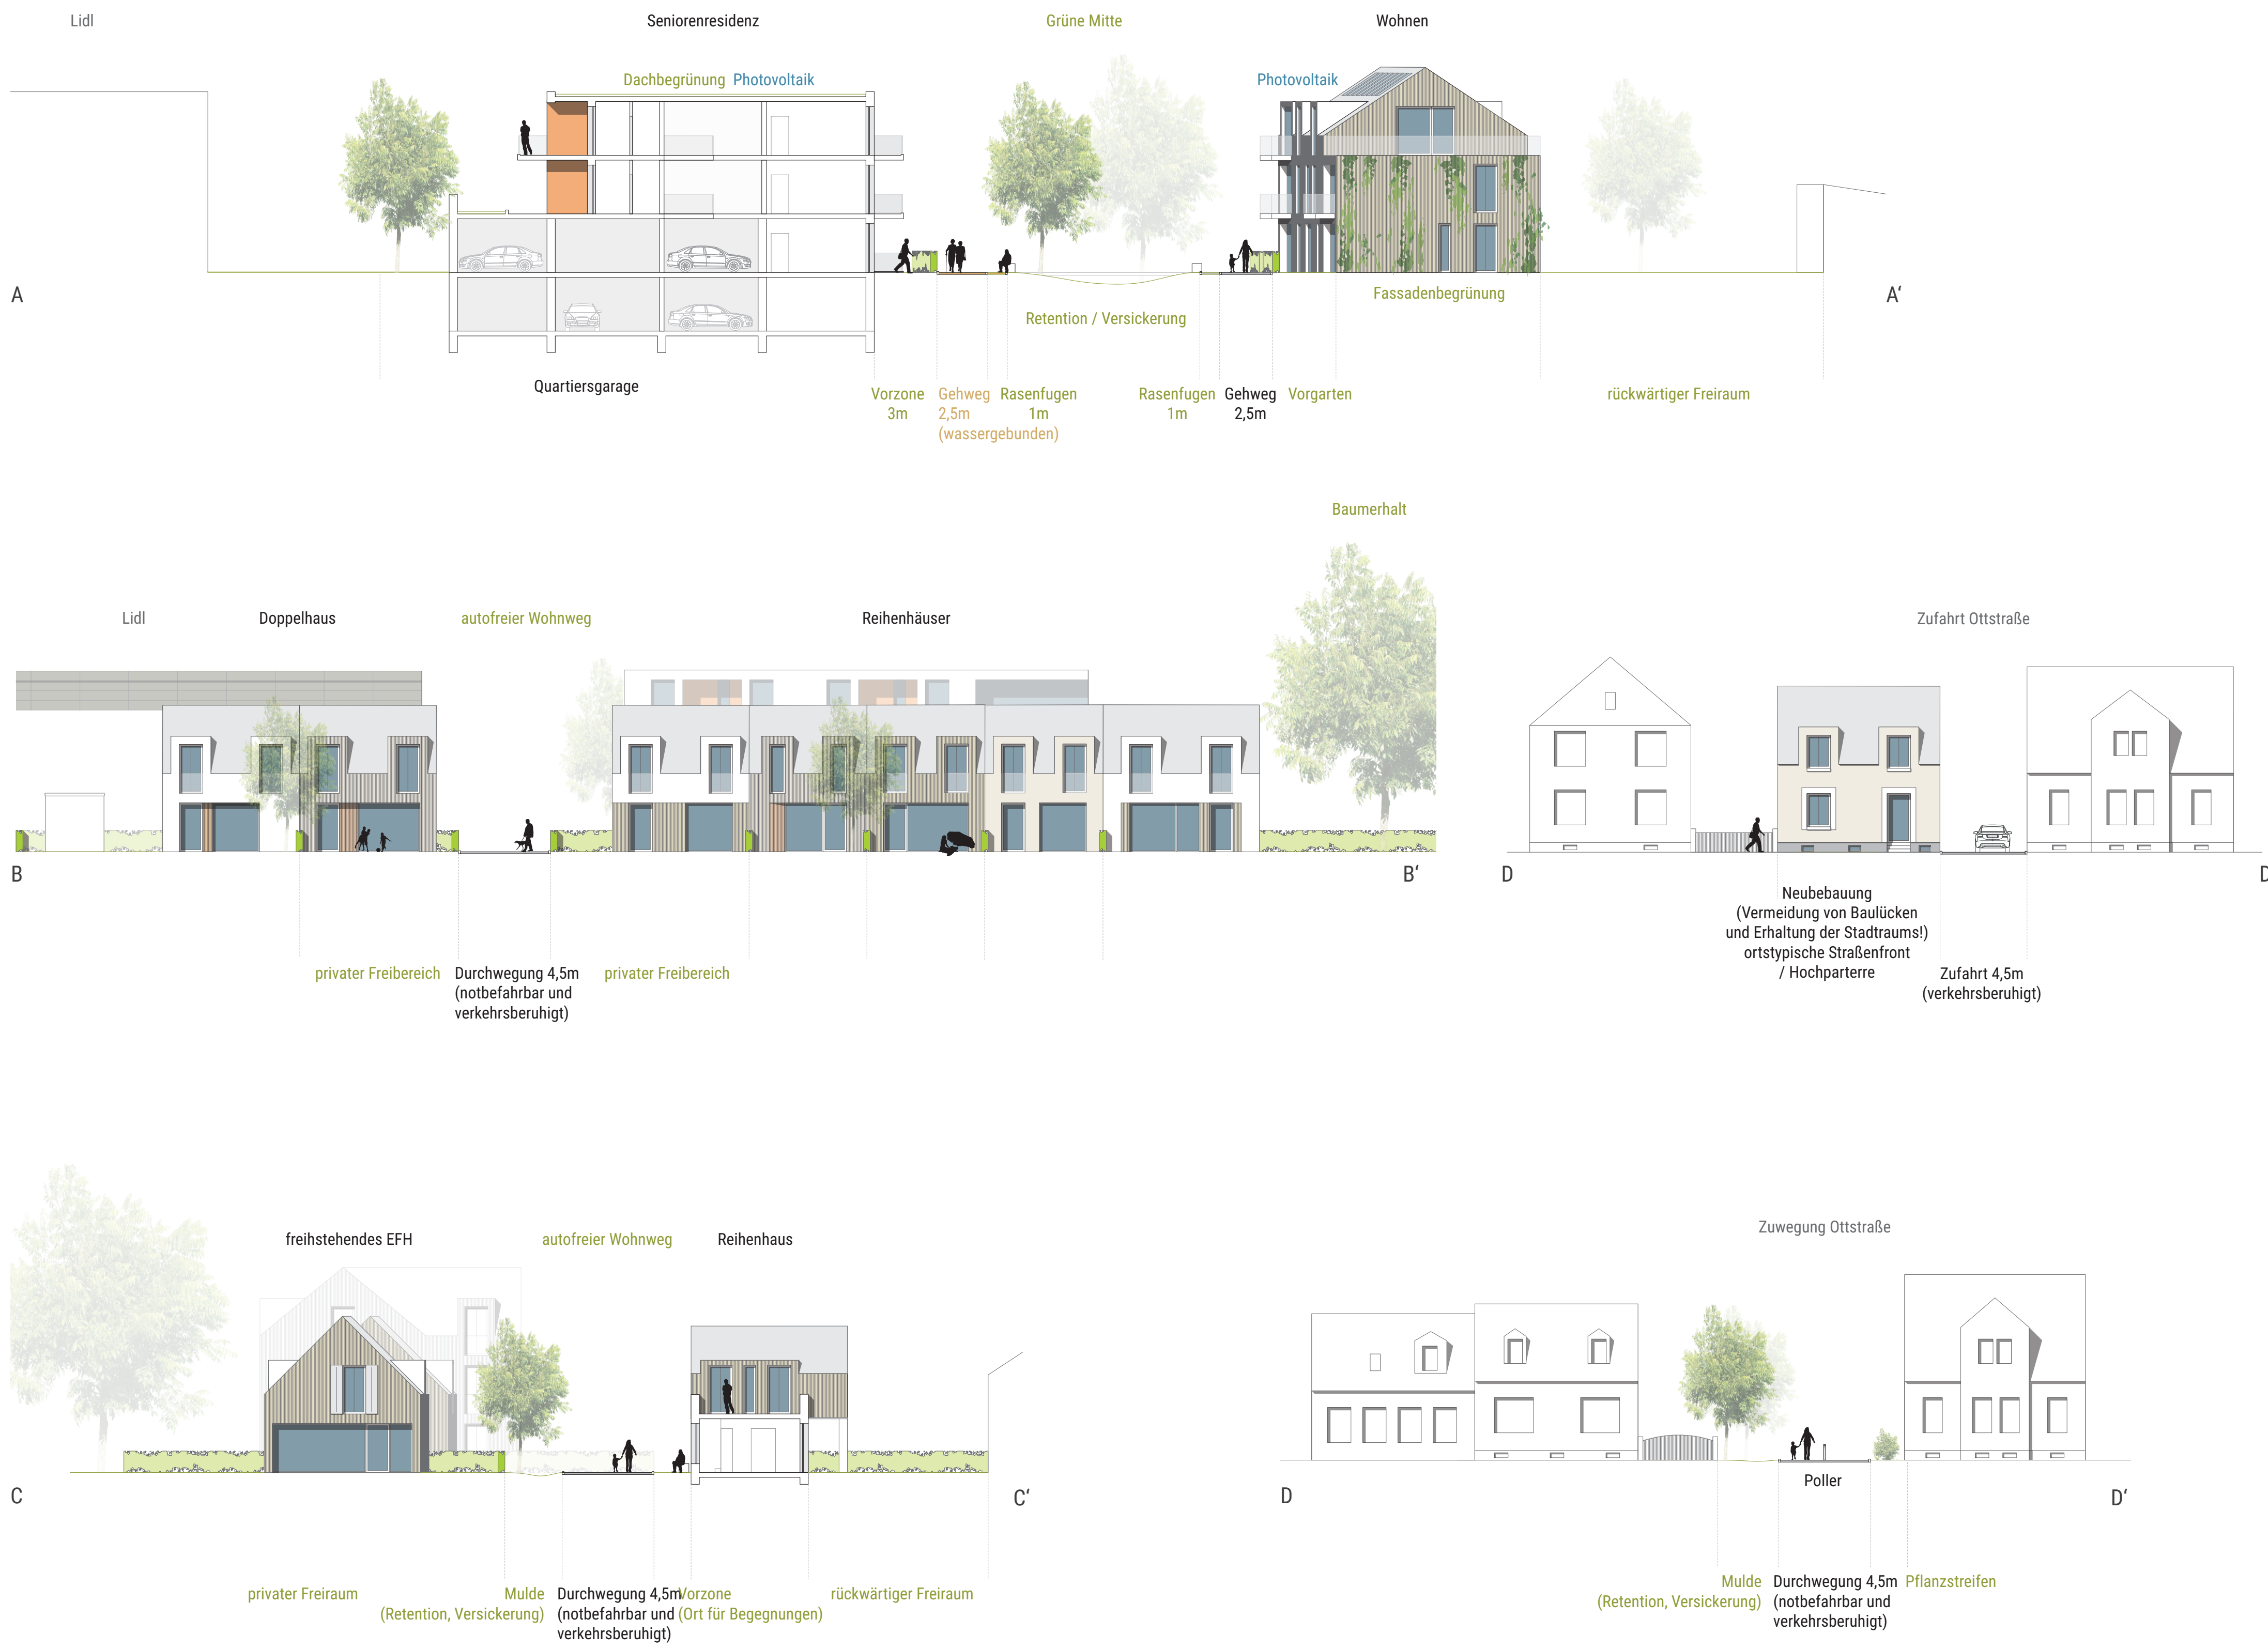 Lidl
Seniorenresidenz
Grüne Mitte
Wohnen
Dachbegrünung Photovoltaik
Photovoltaik
A
A‘
Fassadenbegrünung
Retention / Versickerung
Quartiersgarage
Vorzone
3m
Gehweg
2,5m
(wassergebunden)
Rasenfugen
1m
Rasenfugen
1m
Gehweg
2,5m
Vorgarten
rückwärtiger Freiraum
Baumerhalt
Lidl
Doppelhaus
autofreier Wohnweg
Reihenhäuser
B
B‘
privater Freibereich
Durchwegung 4,5m
(notbefahrbar und
verkehrsberuhigt)
privater Freibereich
Zufahrt Ottstraße
D
D
Neubebauung
(Vermeidung von Baulücken
und Erhaltung der Stadtraums!)
ortstypische Straßenfront
/ Hochparterre
Zufahrt 4,5m
(verkehrsberuhigt)
freihstehendes EFH
autofreier Wohnweg
Reihenhaus
C
C‘
privater Freiraum
Mulde
(Retention, Versickerung)
Durchwegung 4,5m
(notbefahrbar und
verkehrsberuhigt)
Vorzone
(Ort für Begegnungen)
rückwärtiger Freiraum
Zuwegung Ottstraße
Poller
D
D‘
Mulde
(Retention, Versickerung)
Durchwegung 4,5m
(notbefahrbar und
verkehrsberuhigt)
Pflanzstreifen